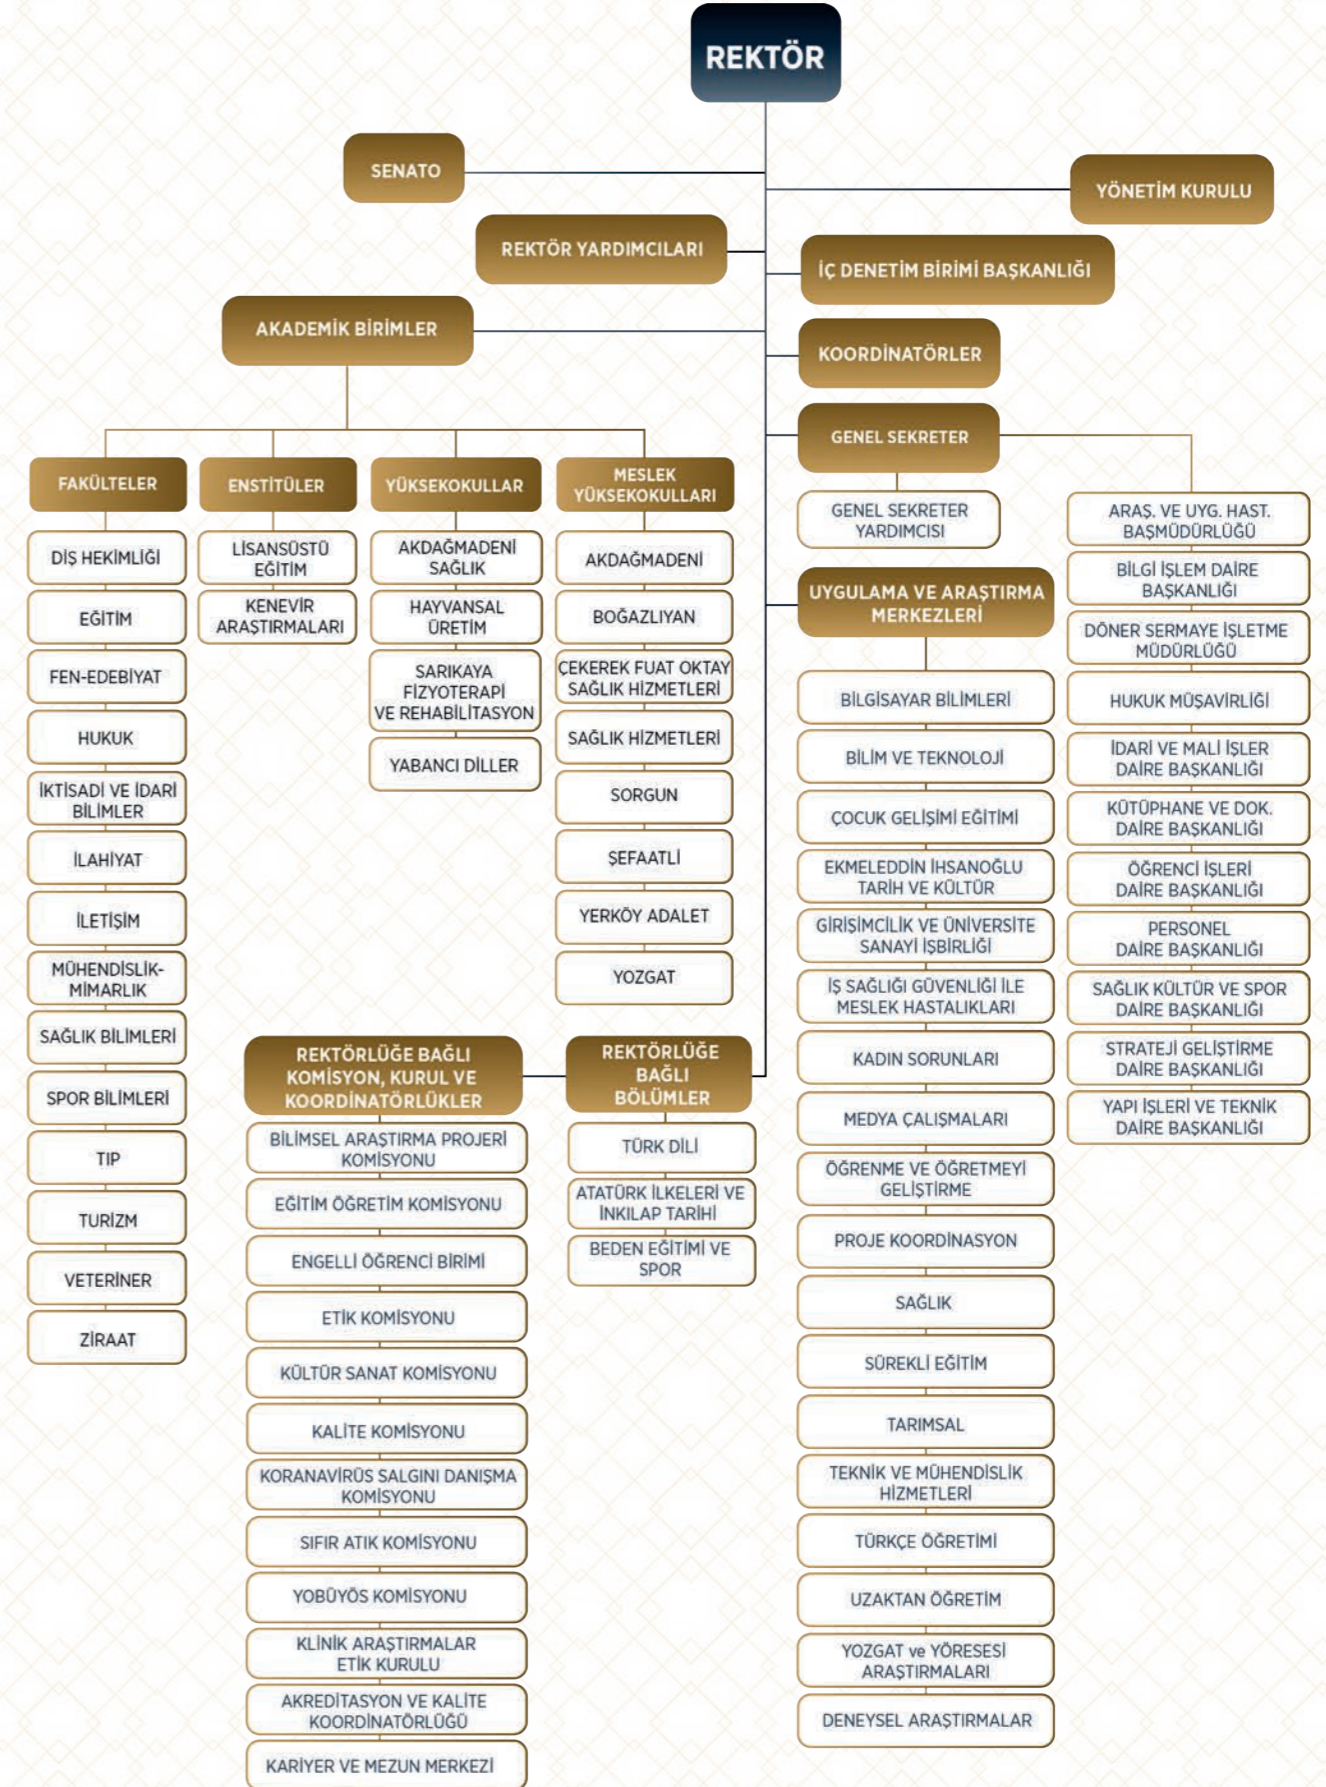 REKTÖR
SENATO
YÖNETİM KURULU
REKTÖR YARDIMCILARI
İÇ DENETİM BİRİMİ BAŞKANLIĞI
AKADEMİK BİRİMLER
KOORDİNATÖRLER
GENEL SEKRETER
GENEL SEKRETER
YARDIMCISI
FAKÜLTELER
DİŞ HEKİMLİĞİ
EĞİTİM
FEN-EDEBİYAT
HUKUK
İKTİSADİ VE İDARİ
BİLİMLER
İLAHİYAT
İLETİŞİM
MÜHENDİSLİK-
MİMARLIK
SAĞLIK BİLİMLERİ
SPOR BİLİMLERİ
TIP
TURİZM
VETERİNER
ZİRAAT
ENSTİTÜLER
LİSANSÜSTÜ
EĞİTİM
KENEVİR
ARAŞTIRMALARI
YÜKSEKOKULLAR
AKDAĞMADENİ
SAĞLIK
HAYVANSAL
ÜRETİM
SARIKAYA
FİZYOTERAPİ
VE REHABİLİTASYON
YABANCI DİLLER
MESLEK
YÜKSEKOKULLARI
AKDAĞMADENİ
BOĞAZLIYAN
ÇEKEREK FUAT OKTAY
SAĞLIK HİZMETLERİ
SAĞLIK HİZMETLERİ
SORGUN
ŞEFAATLİ
YERKÖY ADALET
YOZGAT
REKTÖRLÜĞE BAĞLI
KOMİSYON, KURUL VE
KOORDİNATÖRLÜKLER
BİLİMSEL ARAŞTIRMA PROJERİ
KOMİSYONU
EĞİTİM ÖĞRETİM KOMİSYONU
ENGELLİ ÖĞRENCİ BİRİMİ
ETİK KOMİSYONU
KÜLTÜR SANAT KOMİSYONU
KALİTE KOMİSYONU
KORANAVİRÜS SALGINI DANIŞMA
KOMİSYONU
SIFIR ATIK KOMİSYONU
YOBÜYÖS KOMİSYONU
KLİNİK ARAŞTIRMALAR
ETİK KURULU
AKREDİTASYON VE KALİTE
KOORDİNATÖRLÜĞÜ
KARİYER VE MEZUN MERKEZİ
REKTÖRLÜĞE
BAĞLI
BÖLÜMLER
TÜRK DİLİ
ATATÜRK İLKELERİ VE
İNKILAP TARİHİ
BEDEN EĞİTİMİ VE
SPOR
UYGULAMA VE ARAŞTIRMA
MERKEZLERİ
BİLGİSAYAR BİLİMLERİ
BİLİM VE TEKNOLOJİ
ÇOCUK GELİŞİMİ EĞİTİMİ
EKMELEDDİN İHSANOĞLU
TARİH VE KÜLTÜR
GİRİŞİMCİLİK VE ÜNİVERSİTE
SANAYİ İŞBİRLİĞİ
İŞ SAĞLIĞI GÜVENLİĞİ İLE
MESLEK HASTALIKLARI
KADIN SORUNLARI
MEDYA ÇALIŞMALARI
ÖĞRENME VE ÖĞRETMEYİ
GELİŞTİRME
PROJE KOORDİNASYON
SAĞLIK
SÜREKLİ EĞİTİM
TARIMSAL
TEKNİK VE MÜHENDİSLİK
HİZMETLERİ
TÜRKÇE ÖĞRETİMİ
UZAKTAN ÖĞRETİM
YOZGAT ve YÖRESESİ
ARAŞTIRMALARI
DENEYSEL ARAŞTIRMALAR
ARAŞ. VE UYG. HAST.
BAŞMÜDÜRLÜĞÜ
BİLGİ İŞLEM DAİRE
BAŞKANLIĞI
DÖNER SERMAYE İŞLETME
MÜDÜRLÜĞÜ
HUKUK MÜŞAVİRLİĞİ
İDARİ VE MALİ İŞLER
DAİRE BAŞKANLIĞI
KÜTÜPHANE VE DOK.
DAİRE BAŞKANLIĞI
ÖĞRENCİ İŞLERİ
DAİRE BAŞKANLIĞI
PERSONEL
DAİRE BAŞKANLIĞI
SAĞLIK KÜLTÜR VE SPOR
DAİRE BAŞKANLIĞI
STRATEJİ GELİŞTİRME
DAİRE BAŞKANLIĞI
YAPI İŞLERİ VE TEKNİK
DAİRE BAŞKANLIĞI